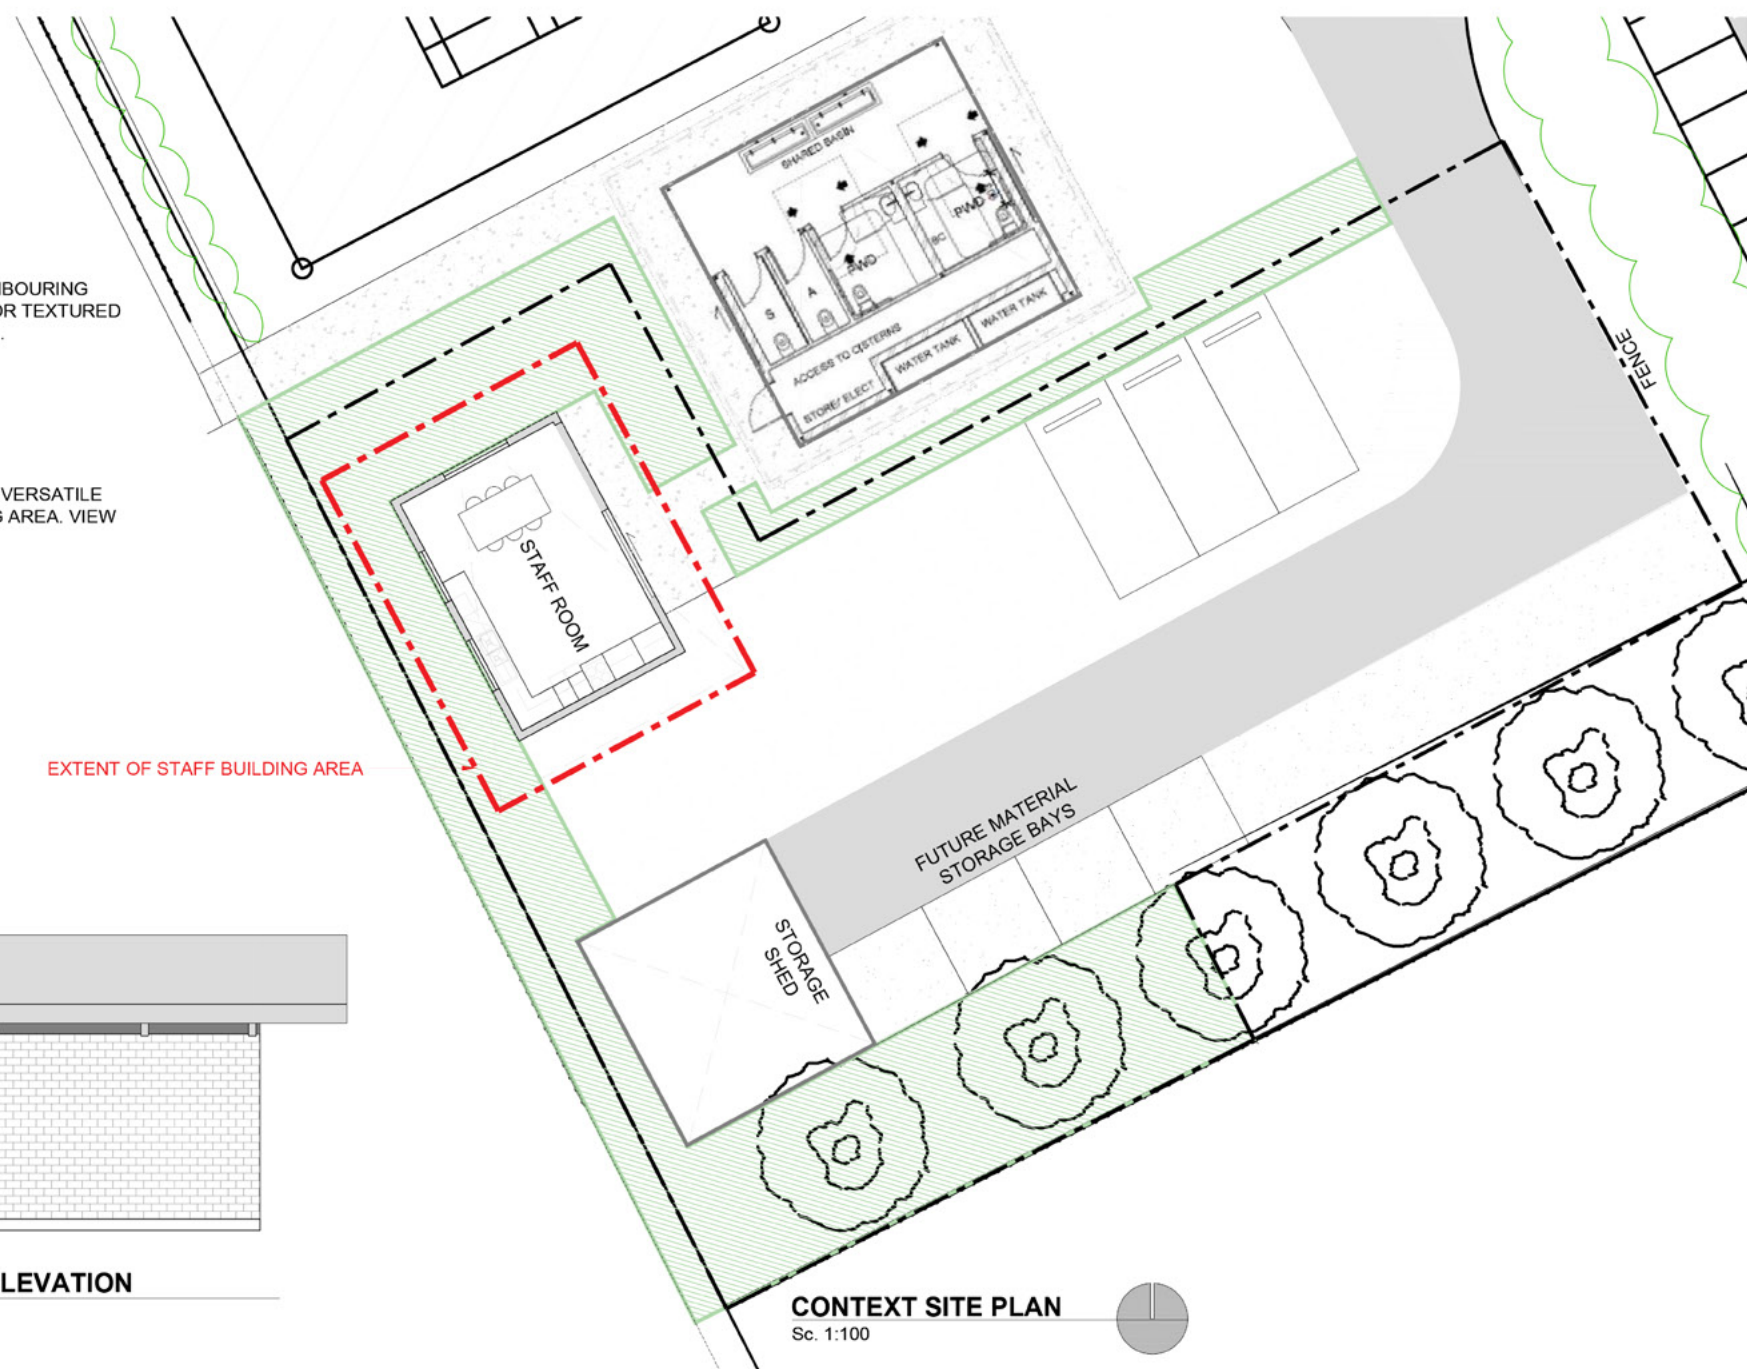 SHARED BASIN
PWD
PWD
BC
S
A
WATER TANK
WATER TANK
ACCESS TO CISTERNS
STORE/ ELECT
BOURING
OR TEXTURED
.
FENCE
VERSATILE
AREA. VIEW
STAFF ROOM
EXTENT OF STAFF BUILDING AREA
FUTURE MATERIAL
STORAGE BAYS
STORAGE
SHED
LEVATION
CONTEXT SITE PLAN
Sc. 1:100